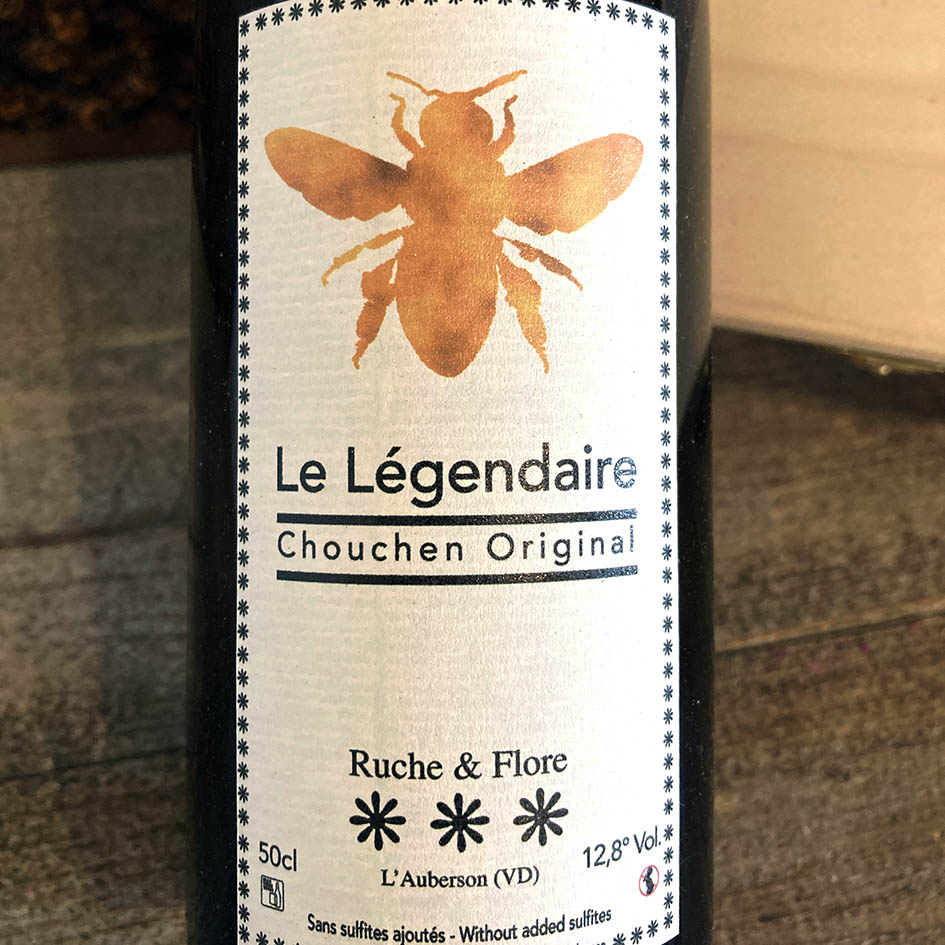 Le Légendaire
Chouchen Original
Ruche & Flore
50cl
12,8° Vol.
L'Auberson (VD)
Sans sulfites ajoutés - Without added sulfites